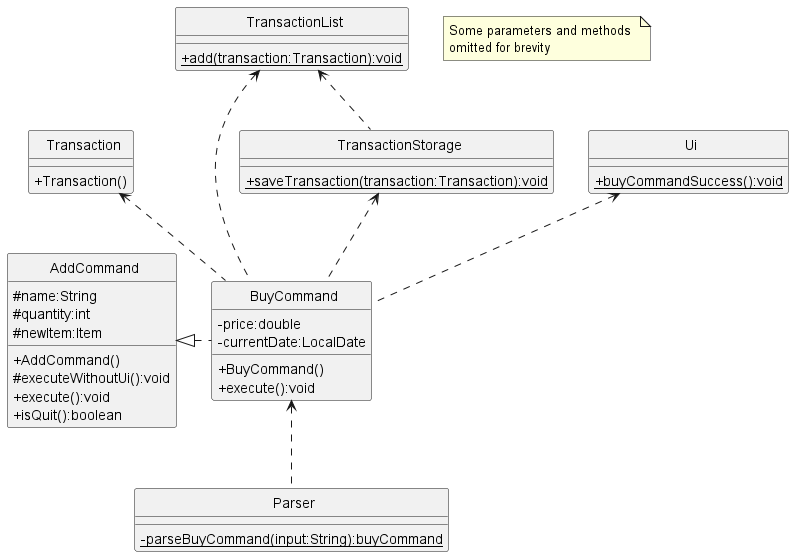 TransactionList
+add(transaction:Transaction):void
Some parameters and methods
omitted for brevity
Transaction
+Transaction()
TransactionStorage
+saveTransaction(transaction:Transaction):void
Ui
+buyCommandSuccess():void
AddCommand
#name:String
#quantity:int
#newItem:Item
+AddCommand()
#executeWithoutUi():void
+execute():void
+isQuit():boolean
BuyCommand
-price:double
-currentDate:LocalDate
+BuyCommand()
+execute():void
Parser
-parseBuyCommand(input:String):buyCommand